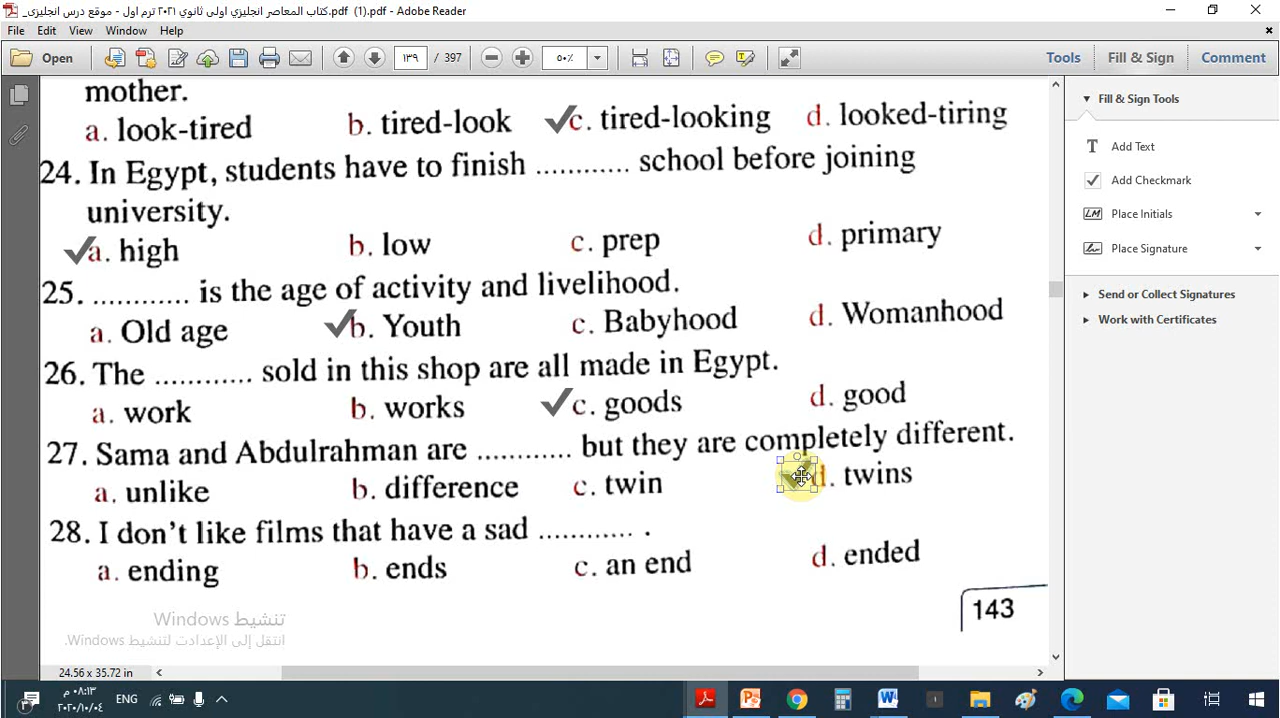 كتاب المعاصر انجليزي اولى ثانوي ٢٠٢١ ترم اول - موقع درس انجليزى_.pdf (1).pdf - Adobe Reader
File Edit View Window Help
Open ١٣٩ / 397 ٥٠٪ Tools Fill & Sign Comment
mother.
a. look-tired b. tired-look c. tired-looking d. looked-tiring
24. In Egypt, students have to finish ............ school before joining
university.
a. high b. low c. prep d. primary
25. ............ is the age of activity and livelihood.
a. Old age b. Youth c. Babyhood d. Womanhood
26. The ............ sold in this shop are all made in Egypt.
a. work b. works c. goods d. good
27. Sama and Abdulrahman are ............ but they are completely different.
a. unlike b. difference c. twin d. twins
28. I don't like films that have a sad ............ .
a. ending b. ends c. an end d. ended
143
Fill & Sign Tools
Add Text
Add Checkmark
Place Initials
Place Signature
Send or Collect Signatures
Work with Certificates
تنشيط Windows
انتقل إلى الإعدادت لتنشيط Windows.
24.56 x 35.72 in
ENG
٠٨:١٣ م
٢٠٢٠/١٠/٠٤